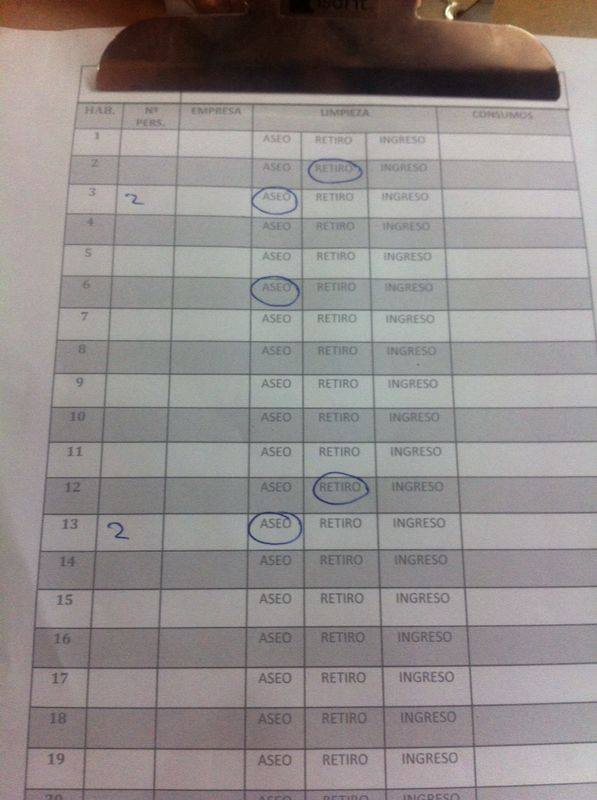 HAB. Nº PERS. EMPRESA LIMPIEZA CONSUMOS
1 ASEO RETIRO INGRESO
2 ASEO RETIRO INGRESO
3 2 ASEO RETIRO INGRESO
4 ASEO RETIRO INGRESO
5 ASEO RETIRO INGRESO
6 ASEO RETIRO INGRESO
7 ASEO RETIRO INGRESO
8 ASEO RETIRO INGRESO
9 ASEO RETIRO INGRESO
10 ASEO RETIRO INGRESO
11 ASEO RETIRO INGRESO
12 ASEO RETIRO INGRESO
13 2 ASEO RETIRO INGRESO
14 ASEO RETIRO INGRESO
15 ASEO RETIRO INGRESO
16 ASEO RETIRO INGRESO
17 ASEO RETIRO INGRESO
18 ASEO RETIRO INGRESO
19 ASEO RETIRO INGRESO
20 ASEO RETIRO INGRESO